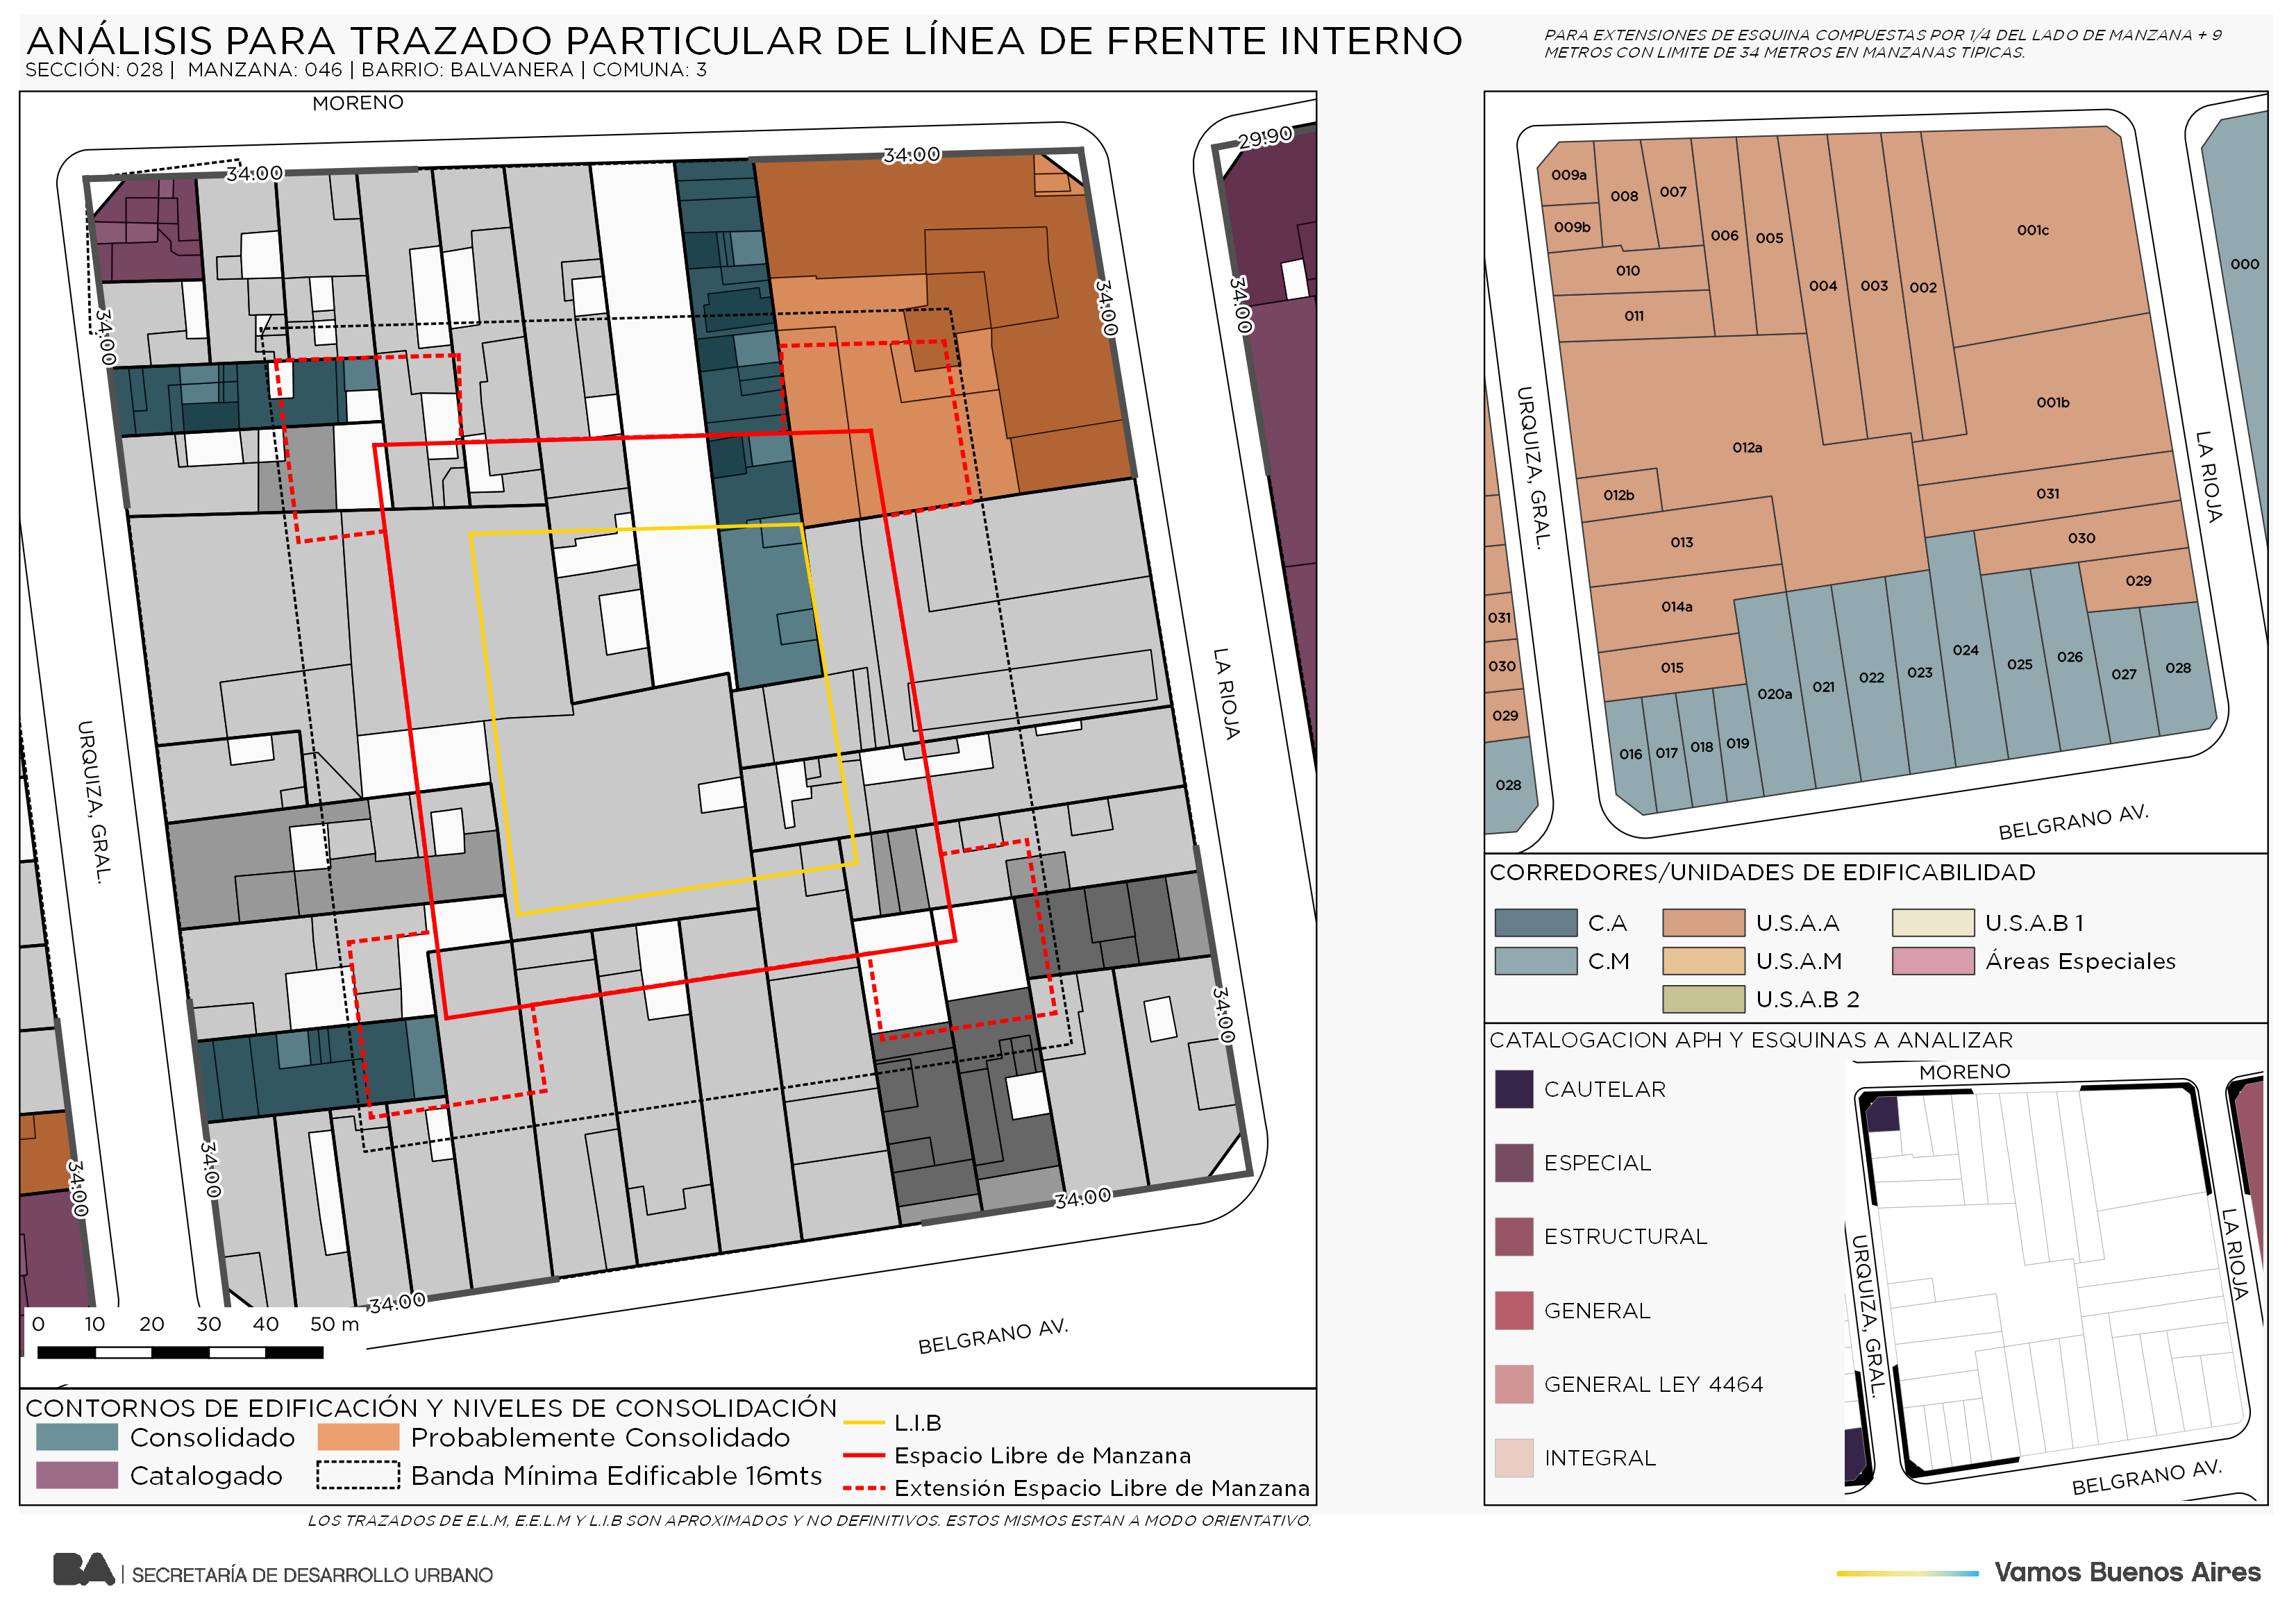 ANÁLISIS PARA TRAZADO PARTICULAR DE LÍNEA DE FRENTE INTERNO
SECCIÓN: 028 | MANZANA: 046 | BARRIO: BALVANERA | COMUNA: 3
PARA EXTENSIONES DE ESQUINA COMPUESTAS POR 1/4 DEL LADO DE MANZANA + 9
METROS CON LIMITE DE 34 METROS EN MANZANAS TIPICAS.
MORENO
34:00
34:00
29:90
34:00
34:00
34:00
URQUIZA, GRAL.
LA RIOJA
34:00
34:00
34:00
34:00
34:00
BELGRANO AV.
0 10 20 30 40 50 m
CONTORNOS DE EDIFICACIÓN Y NIVELES DE CONSOLIDACIÓN
Consolidado
Probablemente Consolidado
Catalogado
Banda Mínima Edificable 16mts
L.I.B
Espacio Libre de Manzana
Extensión Espacio Libre de Manzana
009a
008
007
009b
006
005
001c
010
004
003
002
011
000
001b
012a
012b
031
013
030
029
014a
031
015
030
024
025
026
027
028
020a
021
022
023
029
016
017
018
019
028
URQUIZA, GRAL.
LA RIOJA
BELGRANO AV.
CORREDORES/UNIDADES DE EDIFICABILIDAD
C.A
U.S.A.A
U.S.A.B 1
C.M
U.S.A.M
Áreas Especiales
U.S.A.B 2
CATALOGACION APH Y ESQUINAS A ANALIZAR
CAUTELAR
ESPECIAL
ESTRUCTURAL
GENERAL
GENERAL LEY 4464
INTEGRAL
MORENO
URQUIZA, GRAL.
LA RIOJA
BELGRANO AV.
LOS TRAZADOS DE E.L.M, E.E.L.M Y L.I.B SON APROXIMADOS Y NO DEFINITIVOS. ESTOS MISMOS ESTAN A MODO ORIENTATIVO.
BA | SECRETARÍA DE DESARROLLO URBANO
Vamos Buenos Aires